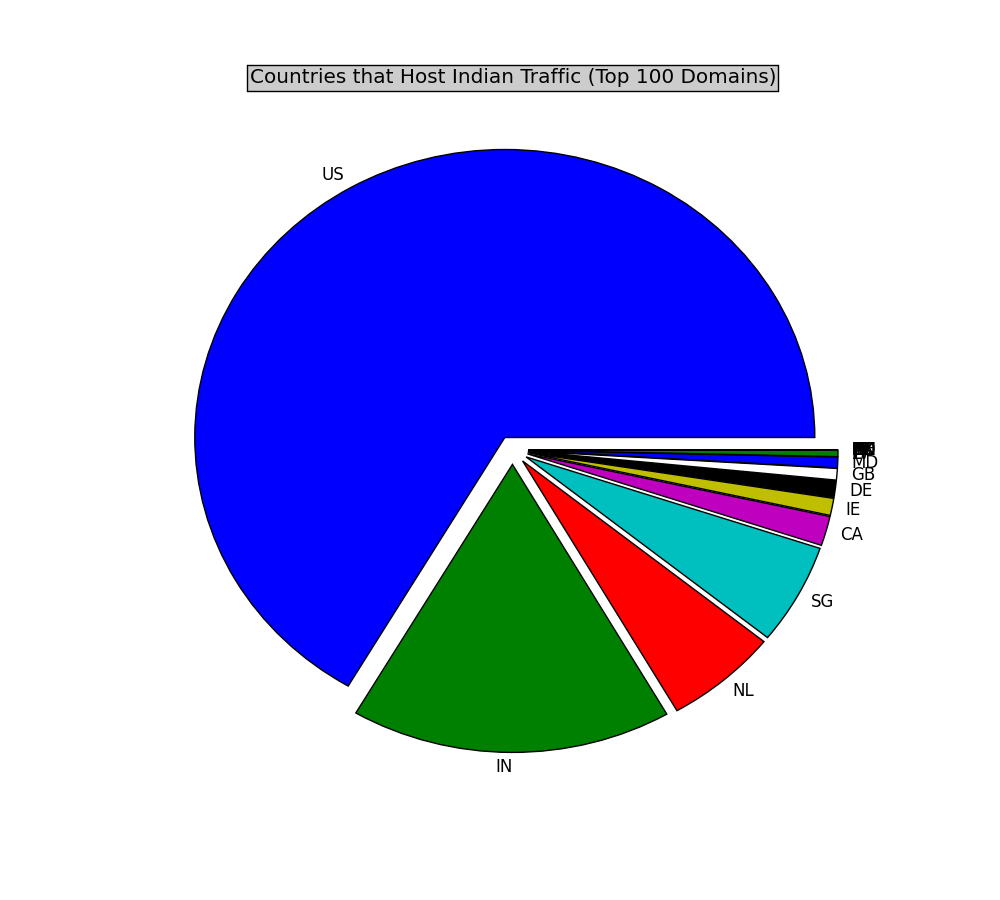 Countries that Host Indian Traffic (Top 100 Domains)
US
MD
GB
DE
IE
CA
SG
NL
IN